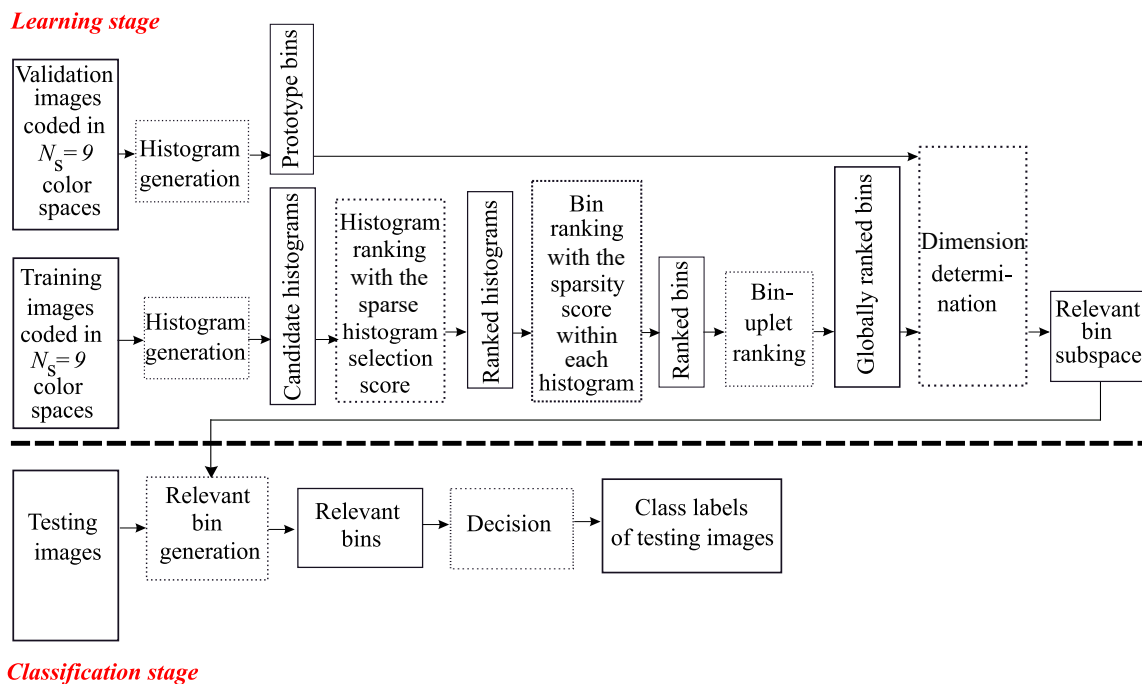 Learning stage
Validation
images
coded in
N_s = 9
color
spaces
Histogram
generation
Prototype bins
Training
images
coded in
N_s = 9
color
spaces
Histogram
generation
Candidate histograms
Histogram
ranking
with the
sparse
histogram
selection
score
Ranked histograms
Bin
ranking
with the
sparsity
score
within
each
histogram
Ranked bins
Bin-
uplet
ranking
Globally ranked bins
Dimension
determi-
nation
Relevant
bin
subspace
Testing
images
Relevant
bin
generation
Relevant
bins
Decision
Class labels
of testing images
Classification stage